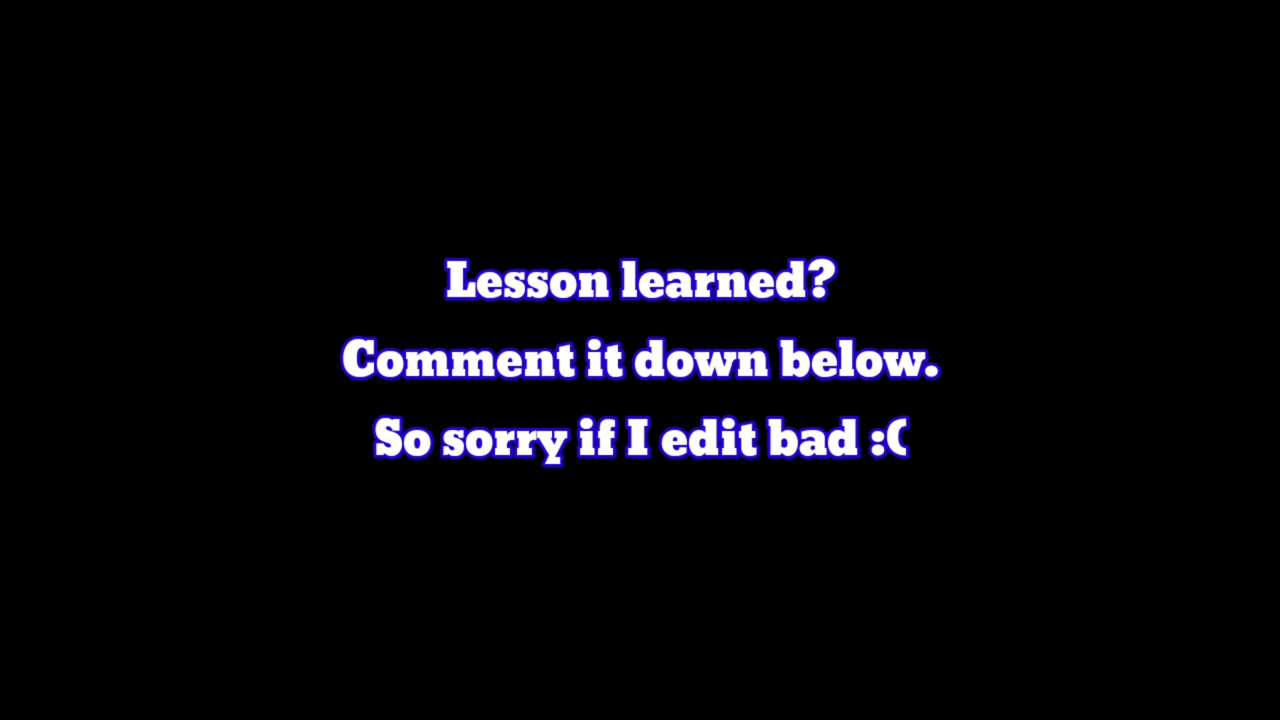 Lesson learned?
Comment it down below.
So sorry if I edit bad :(